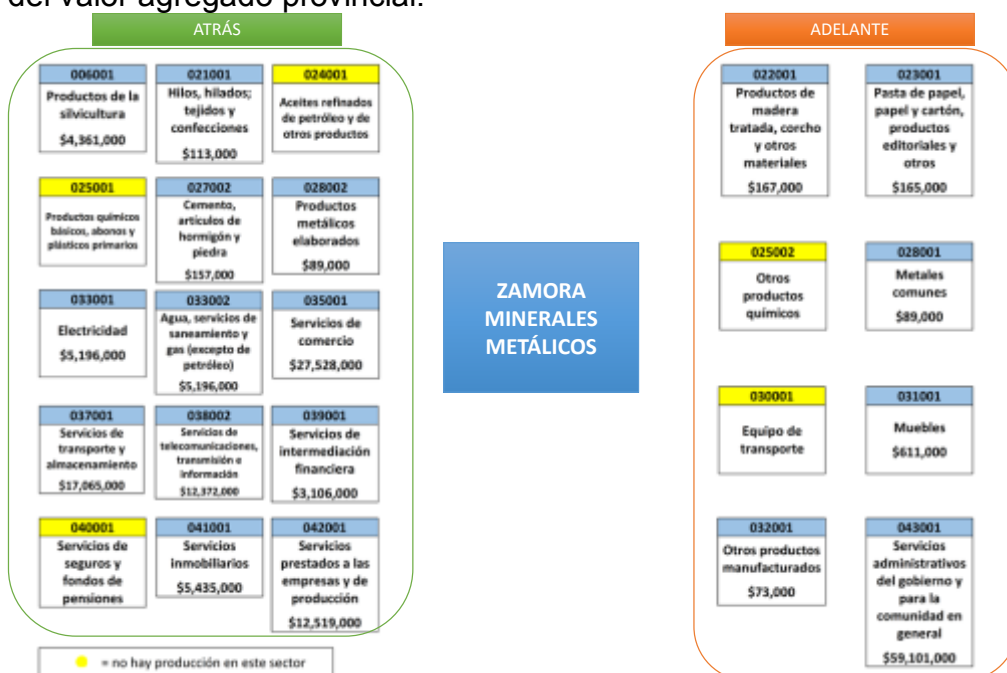 del valor agregado provincial.
ATRÁS
006001
Productos de la
silvicultura
$4,361,000
021001
Hilos, hilados;
tejidos y
confecciones
$113,000
024001
Aceites refinados
de petróleo y de
otros productos
025001
Productos químicos
básicos, abonos y
plásticos primarios
027002
Cemento,
artículos de
hormigón y
piedra
$157,000
028002
Productos
metálicos
elaborados
$89,000
033001
Electricidad
$5,196,000
033002
Agua, servicios de
saneamiento y
gas (excepto de
petróleo)
$5,196,000
035001
Servicios de
comercio
$27,528,000
037001
Servicios de
transporte y
almacenamiento
$17,065,000
038002
Servicios de
telecomunicaciones,
transmisión e
información
$12,372,000
039001
Servicios de
intermediación
financiera
$3,106,000
040001
Servicios de
seguros y
fondos de
pensiones
041001
Servicios
inmobiliarios
$5,435,000
042001
Servicios
prestados a las
empresas y de
producción
$12,519,000
= no hay producción en este sector
ZAMORA
MINERALES
METÁLICOS
ADELANTE
022001
Productos de
madera
tratada, corcho
y otros
materiales
$167,000
023001
Pasta de papel,
papel y cartón,
productos
editoriales y
otros
$165,000
025002
Otros
productos
químicos
028001
Metales
comunes
$89,000
030001
Equipo de
transporte
031001
Muebles
$611,000
032001
Otros productos
manufacturados
$73,000
043001
Servicios
administrativos
del gobierno y
para la
comunidad en
general
$59,101,000